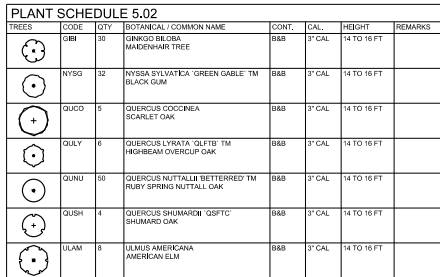 PLANT SCHEDULE 5.02
TREES CODE QTY BOTANICAL / COMMON NAME CONT. CAL. HEIGHT REMARKS
GIBI 30 GINKGO BILOBA B&B 3" CAL 14 TO 16 FT
MAIDENHAIR TREE
NYSG 32 NYSSA SYLVATICA `GREEN GABLE` TM B&B 3" CAL 14 TO 16 FT
BLACK GUM
QUCO 5 QUERCUS COCCINEA B&B 3" CAL 14 TO 16 FT
SCARLET OAK
QULY 6 QUERCUS LYRATA `QLFTB` TM B&B 3" CAL 14 TO 16 FT
HIGHBEAM OVERCUP OAK
QUNU 50 QUERCUS NUTTALLII 'BETTERRED' TM B&B 3" CAL 14 TO 16 FT
RUBY SPRING NUTTALL OAK
QUSH 4 QUERCUS SHUMARDII `QSFTC` B&B 3" CAL 14 TO 16 FT
SHUMARD OAK
ULAM 8 ULMUS AMERICANA B&B 3" CAL 14 TO 16 FT
AMERICAN ELM